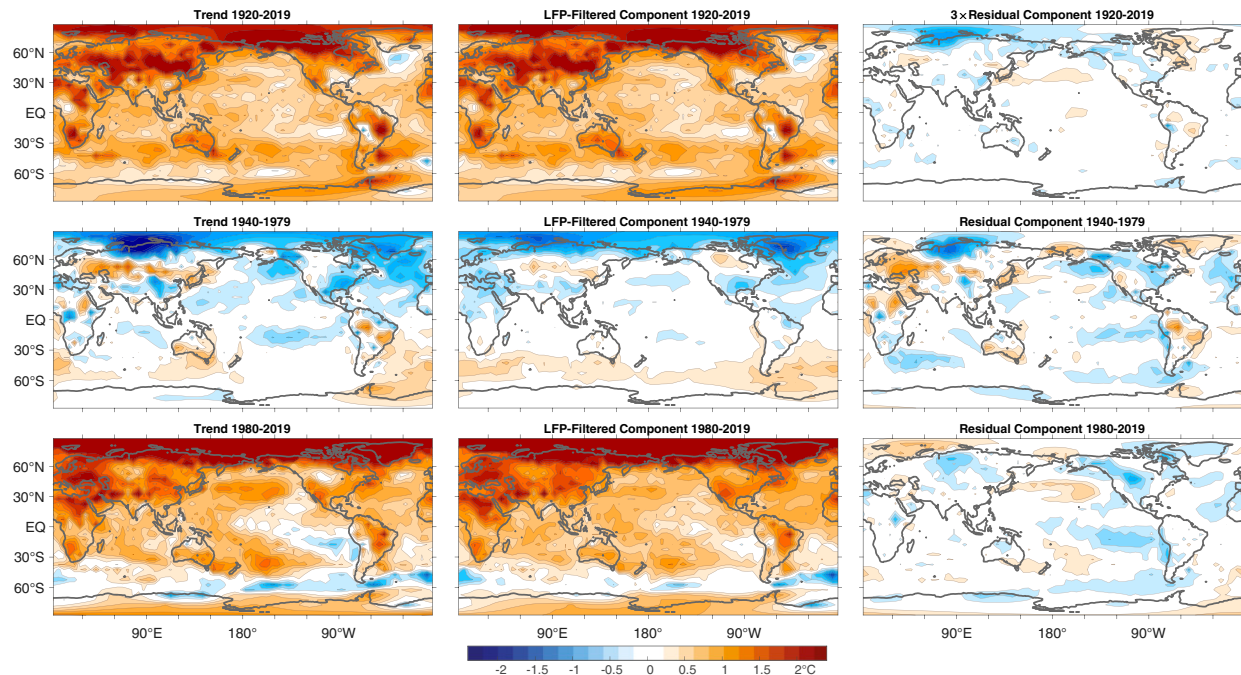 Trend 1920-2019
LFP-Filtered Component 1920-2019
3×Residual Component 1920-2019
60°N
30°N
EQ
30°S
60°S
Trend 1940-1979
LFP-Filtered Component 1940-1979
Residual Component 1940-1979
60°N
30°N
EQ
30°S
60°S
Trend 1980-2019
LFP-Filtered Component 1980-2019
Residual Component 1980-2019
60°N
30°N
EQ
30°S
60°S
90°E 180° 90°W
90°E 180° 90°W
90°E 180° 90°W
-2 -1.5 -1 -0.5 0 0.5 1 1.5 2°C